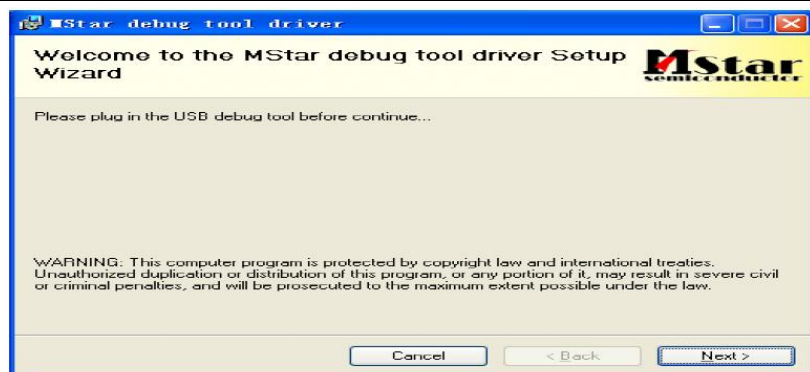 MStar debug tool driver
Welcome to the MStar debug tool driver Setup
Wizard
MStar
semiconductor
Please plug in the USB debug tool before continue...
WARNING: This computer program is protected by copyright law and international treaties.
Unauthorized duplication or distribution of this program, or any portion of it, may result in severe civil
or criminal penalties, and will be prosecuted to the maximum extent possible under the law.
Cancel < Back Next >